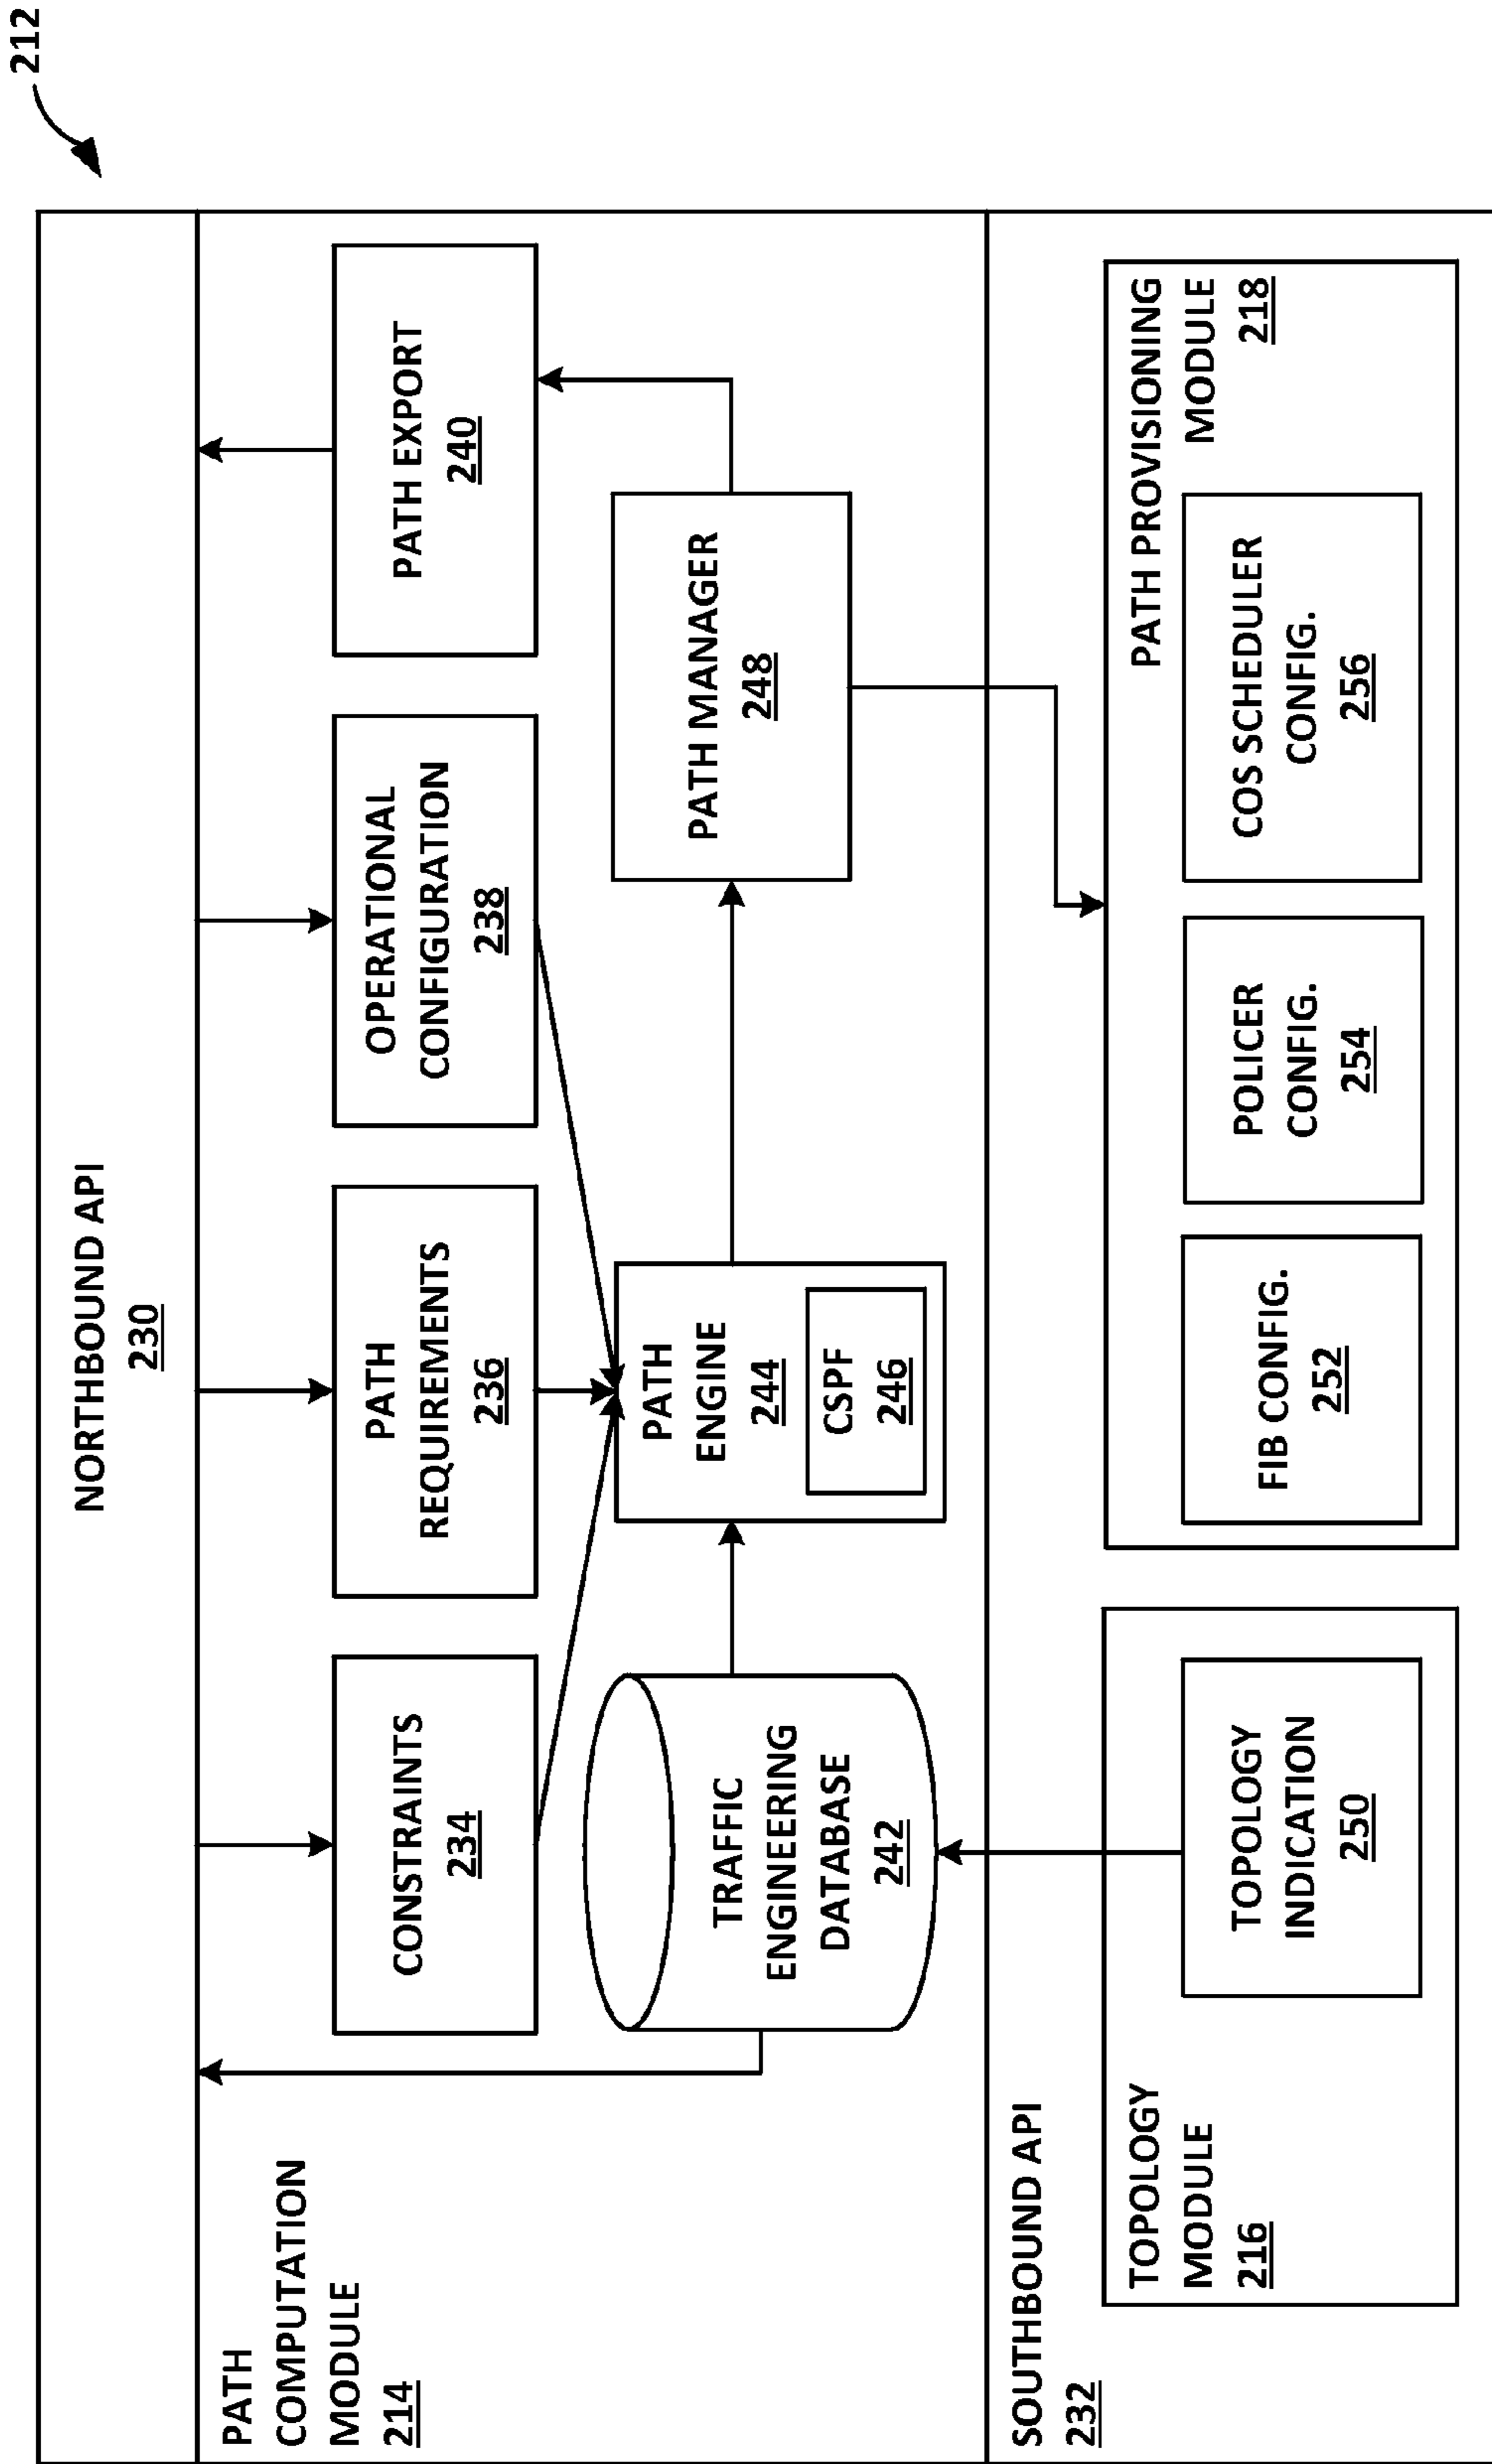 212
NORTHBOUND API
230
PATH
COMPUTATION
MODULE
214
CONSTRAINTS
234
PATH
REQUIREMENTS
236
OPERATIONAL
CONFIGURATION
238
PATH EXPORT
240
TRAFFIC
ENGINEERING
DATABASE
242
PATH
ENGINE
244
CSPF
246
PATH MANAGER
248
SOUTHBOUND API
232
TOPOLOGY
MODULE
216
TOPOLOGY
INDICATION
250
PATH PROVISIONING
MODULE
218
FIB CONFIG.
252
POLICER
CONFIG.
254
COS SCHEDULER
CONFIG.
256